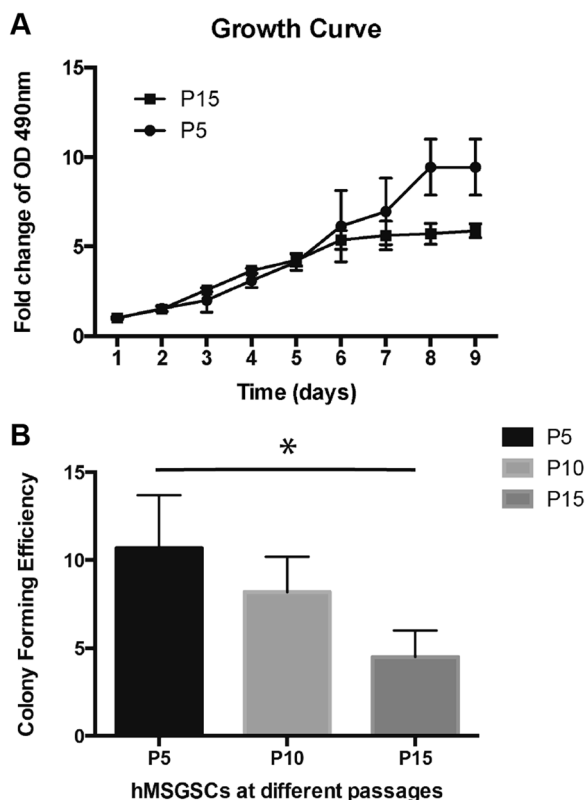 A
Growth Curve
Fold change of OD 490nm
15
10
5
0
P15
P5
1 2 3 4 5 6 7 8 9
Time (days)
B
P5
P10
P15
*
Colony Forming Efficiency
15
10
5
0
P5 P10 P15
hMSGSCs at different passages